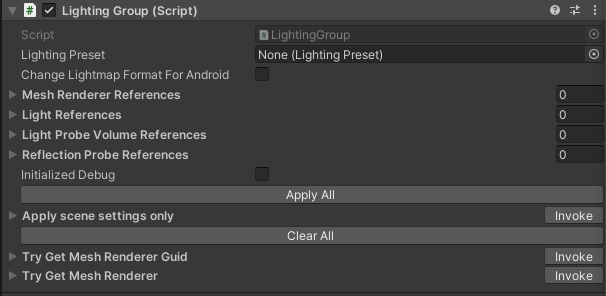 Lighting Group (Script)
Script LightingGroup
Lighting Preset None (Lighting Preset)
Change Lightmap Format For Android
Mesh Renderer References 0
Light References 0
Light Probe Volume References 0
Reflection Probe References 0
Initialized Debug
Apply All
Apply scene settings only Invoke
Clear All
Try Get Mesh Renderer Guid Invoke
Try Get Mesh Renderer Invoke